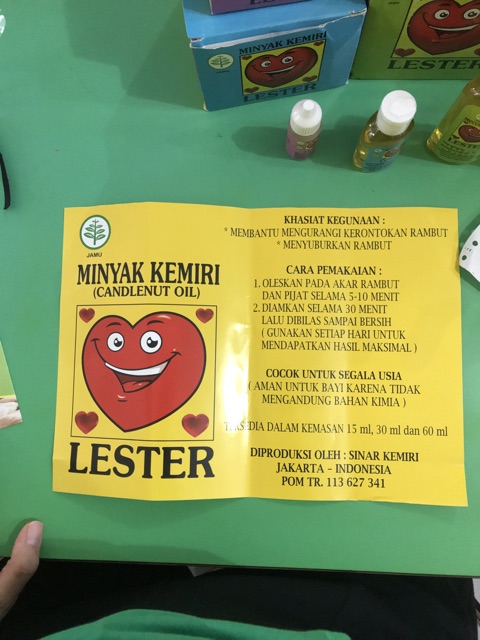 MINYAK KEMIRI
LESTER
LESTER
LESTER
JAMU
MINYAK KEMIRI
(CANDLENUT OIL)
LESTER
KHASIAT KEGUNAAN :
* MEMBANTU MENGURANGI KERONTOKAN RAMBUT
* MENYUBURKAN RAMBUT
CARA PEMAKAIAN :
1. OLESKAN PADA AKAR RAMBUT
DAN PIJAT SELAMA 5-10 MENIT
2. DIAMKAN SELAMA 30 MENIT
LALU DIBILAS SAMPAI BERSIH
( GUNAKAN SETIAP HARI UNTUK
MENDAPATKAN HASIL MAKSIMAL )
COCOK UNTUK SEGALA USIA
( AMAN UNTUK BAYI KARENA TIDAK
MENGANDUNG BAHAN KIMIA )
TERSEDIA DALAM KEMASAN 15 ml, 30 ml dan 60 ml
DIPRODUKSI OLEH : SINAR KEMIRI
JAKARTA - INDONESIA
POM TR. 113 627 341